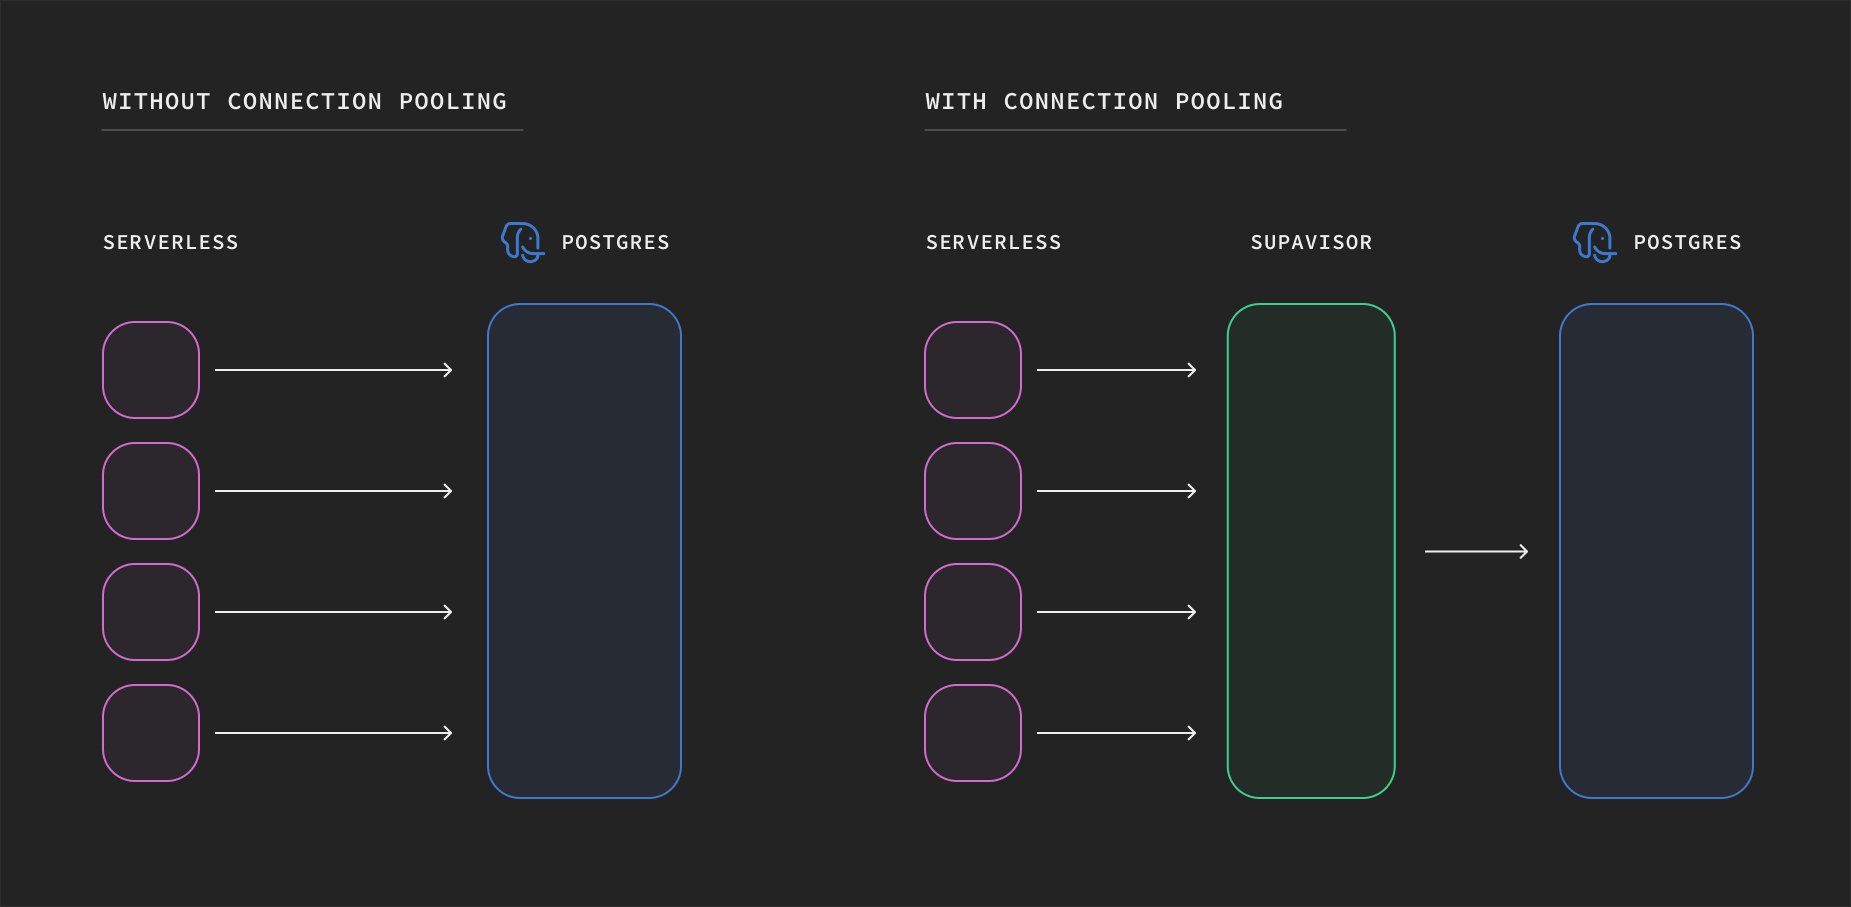 WITHOUT CONNECTION POOLING
SERVERLESS
POSTGRES
WITH CONNECTION POOLING
SERVERLESS
SUPAVISOR
POSTGRES